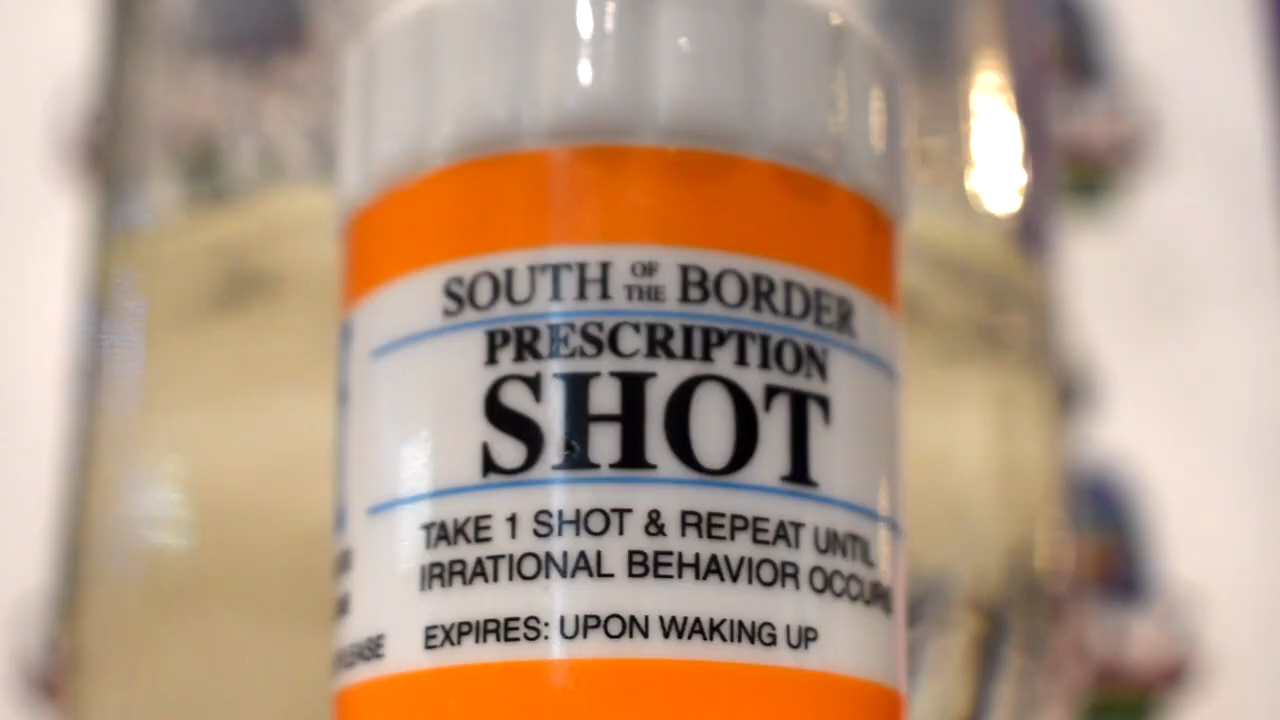 SOUTH OF THE BORDER
PRESCRIPTION
SHOT
TAKE 1 SHOT & REPEAT UNTIL
IRRATIONAL BEHAVIOR OCCURS
EXPIRES: UPON WAKING UP